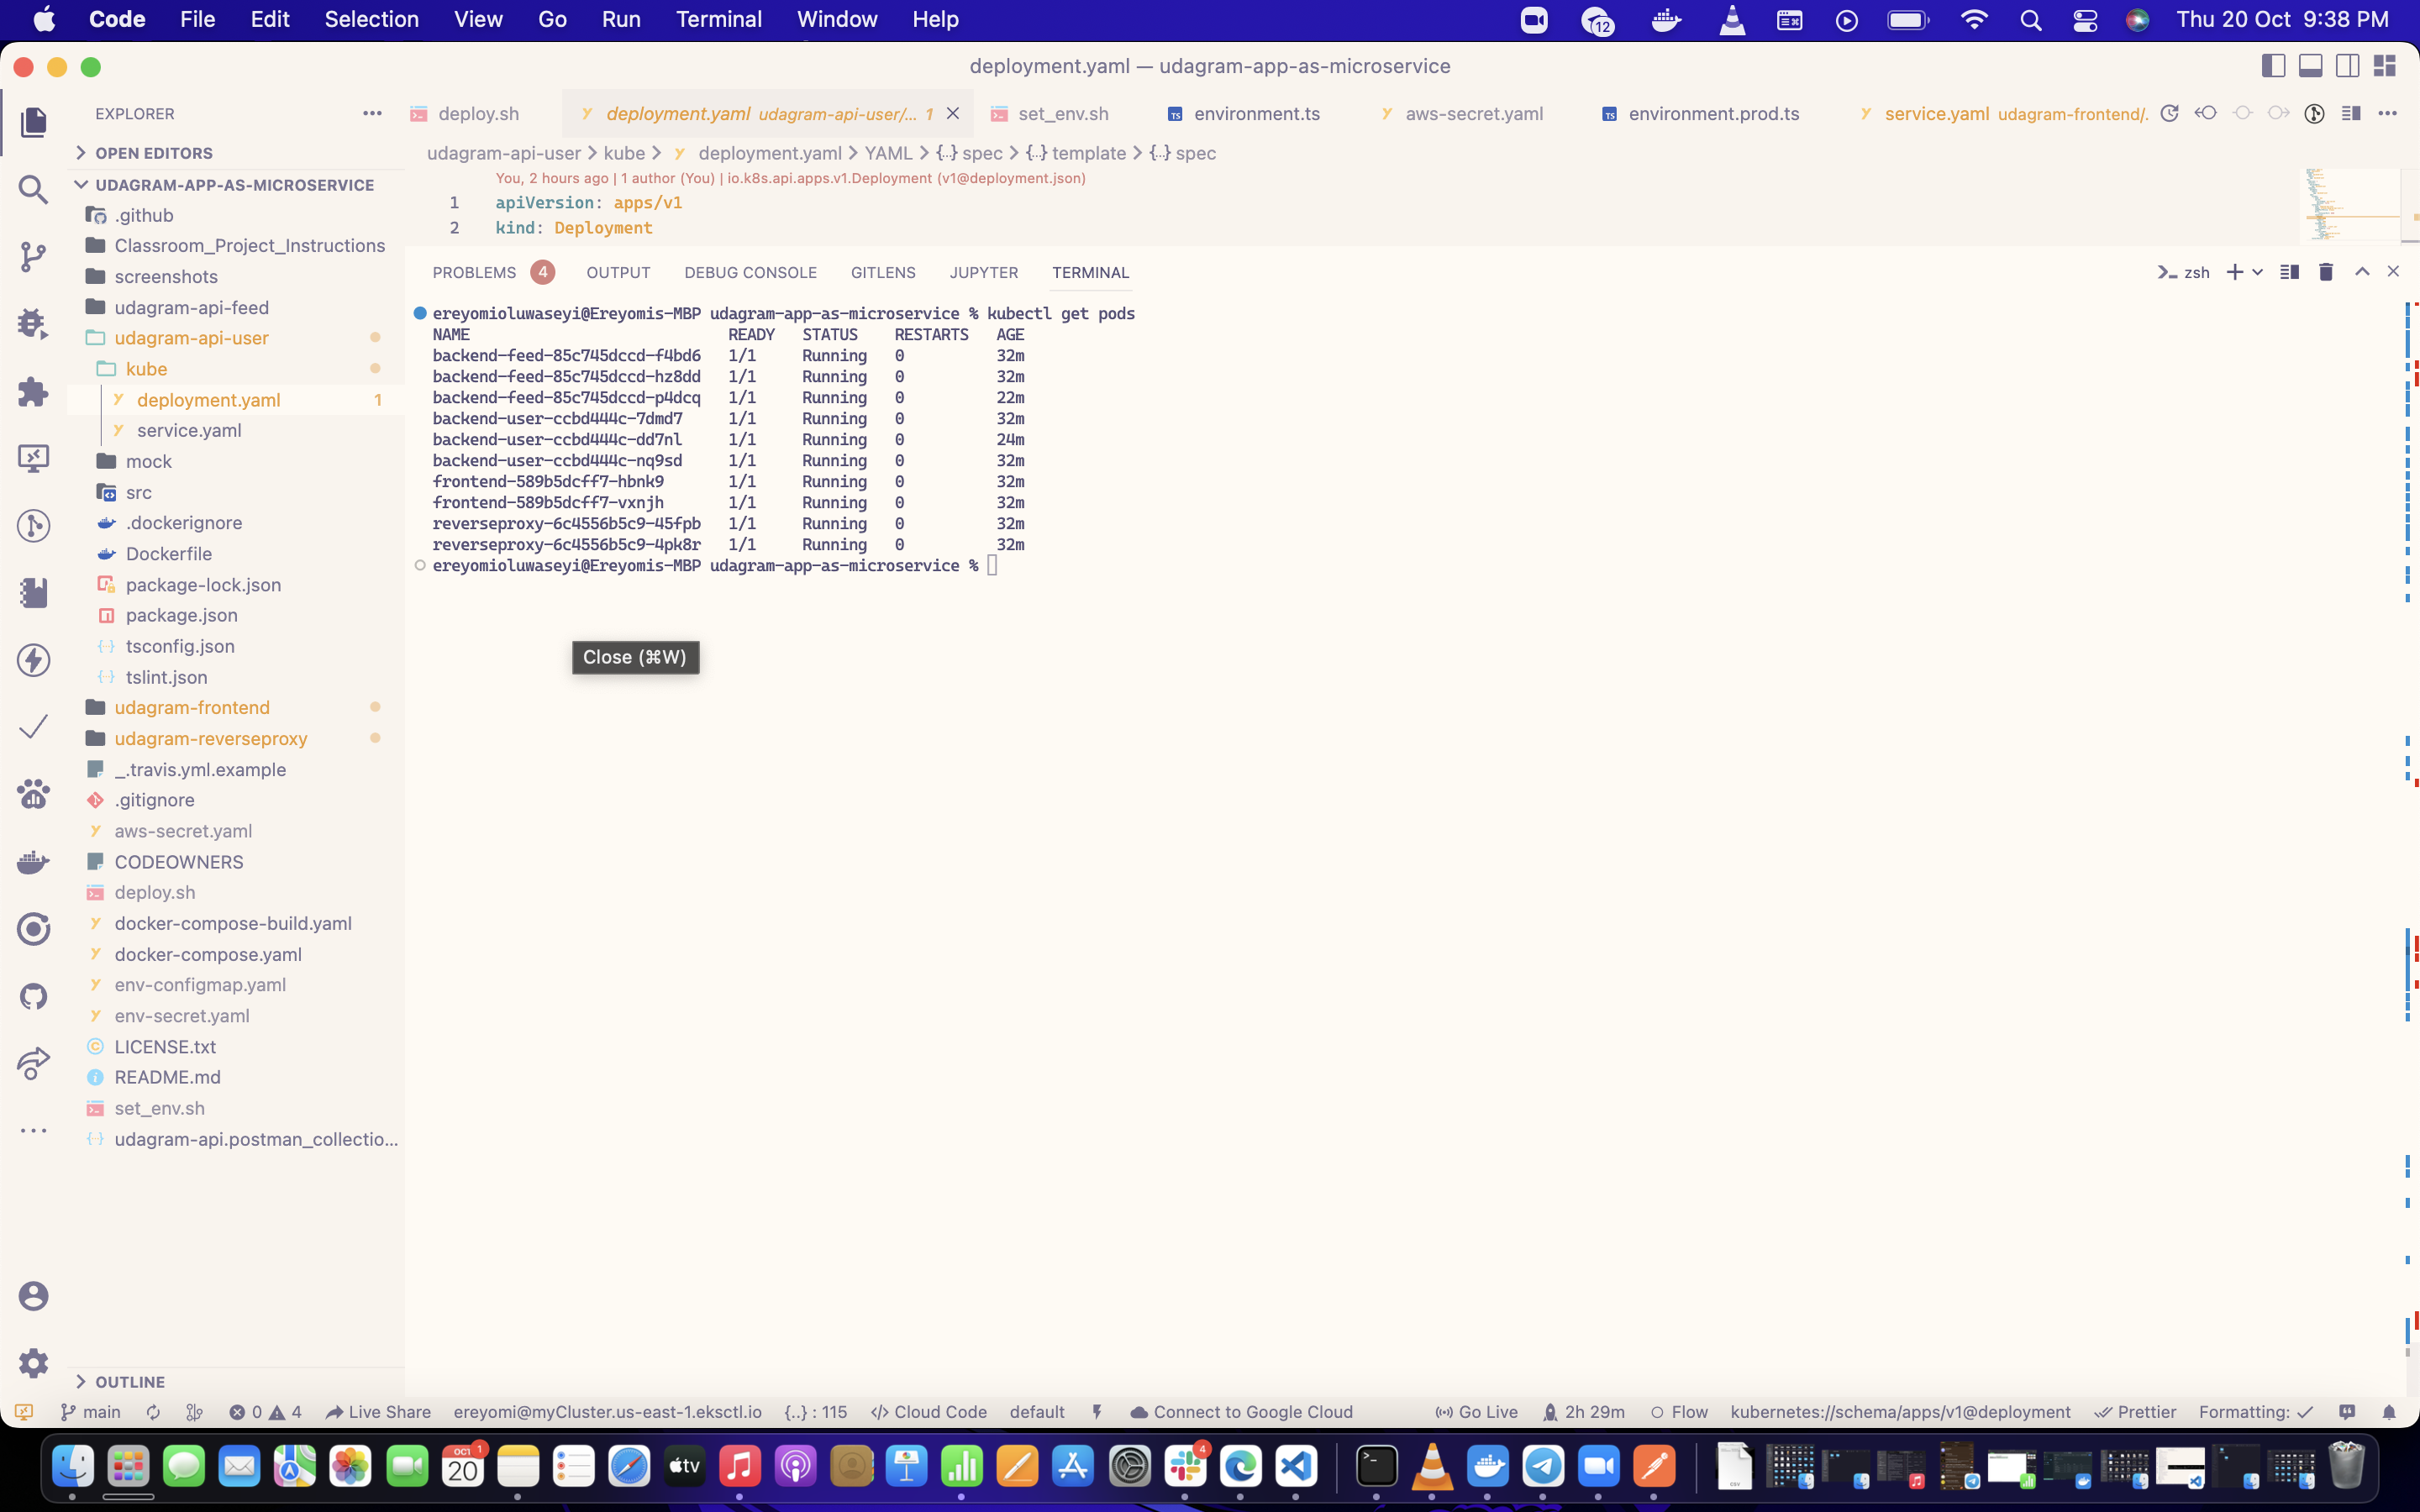 Code File Edit Selection View Go Run Terminal Window Help 12 Thu 20 Oct 9:38 PM
deployment.yaml — udagram-app-as-microservice
EXPLORER
deploy.sh deployment.yaml udagram-api-user/... 1 set_env.sh environment.ts aws-secret.yaml environment.prod.ts service.yaml udagram-frontend/.
OPEN EDITORS
UDAGRAM-APP-AS-MICROSERVICE
.github
Classroom_Project_Instructions
screenshots
udagram-api-feed
udagram-api-user
kube
deployment.yaml 1
service.yaml
mock
src
.dockerignore
Dockerfile
package-lock.json
package.json
tsconfig.json
tslint.json
udagram-frontend
udagram-reverseproxy
_.travis.yml.example
.gitignore
aws-secret.yaml
CODEOWNERS
deploy.sh
docker-compose-build.yaml
docker-compose.yaml
env-configmap.yaml
env-secret.yaml
LICENSE.txt
README.md
set_env.sh
udagram-api.postman_collectio...
OUTLINE
udagram-api-user > kube > deployment.yaml > YAML > {..} spec > {..} template > {..} spec
You, 2 hours ago | 1 author (You) | io.k8s.api.apps.v1.Deployment (v1@deployment.json)
1 apiVersion: apps/v1
2 kind: Deployment
PROBLEMS 4 OUTPUT DEBUG CONSOLE GITLENS JUPYTER TERMINAL zsh
ereyomioluwaseyi@Ereyomis-MBP udagram-app-as-microservice % kubectl get pods
NAME READY STATUS RESTARTS AGE
backend-feed-85c745dccd-f4bd6 1/1 Running 0 32m
backend-feed-85c745dccd-hz8dd 1/1 Running 0 32m
backend-feed-85c745dccd-p4dcq 1/1 Running 0 22m
backend-user-ccbd444c-7dmd7 1/1 Running 0 32m
backend-user-ccbd444c-dd7nl 1/1 Running 0 24m
backend-user-ccbd444c-nq9sd 1/1 Running 0 32m
frontend-589b5dcff7-hbnk9 1/1 Running 0 32m
frontend-589b5dcff7-vxnjh 1/1 Running 0 32m
reverseproxy-6c4556b5c9-45fpb 1/1 Running 0 32m
reverseproxy-6c4556b5c9-4pk8r 1/1 Running 0 32m
ereyomioluwaseyi@Ereyomis-MBP udagram-app-as-microservice %
Close (⌘W)
main 0 4 Live Share ereyomi@myCluster.us-east-1.eksctl.io {..} : 115 Cloud Code default Connect to Google Cloud Go Live 2h 29m Flow kubernetes://schema/apps/v1@deployment Prettier Formatting: ✓
OCT 1
20 tv 4